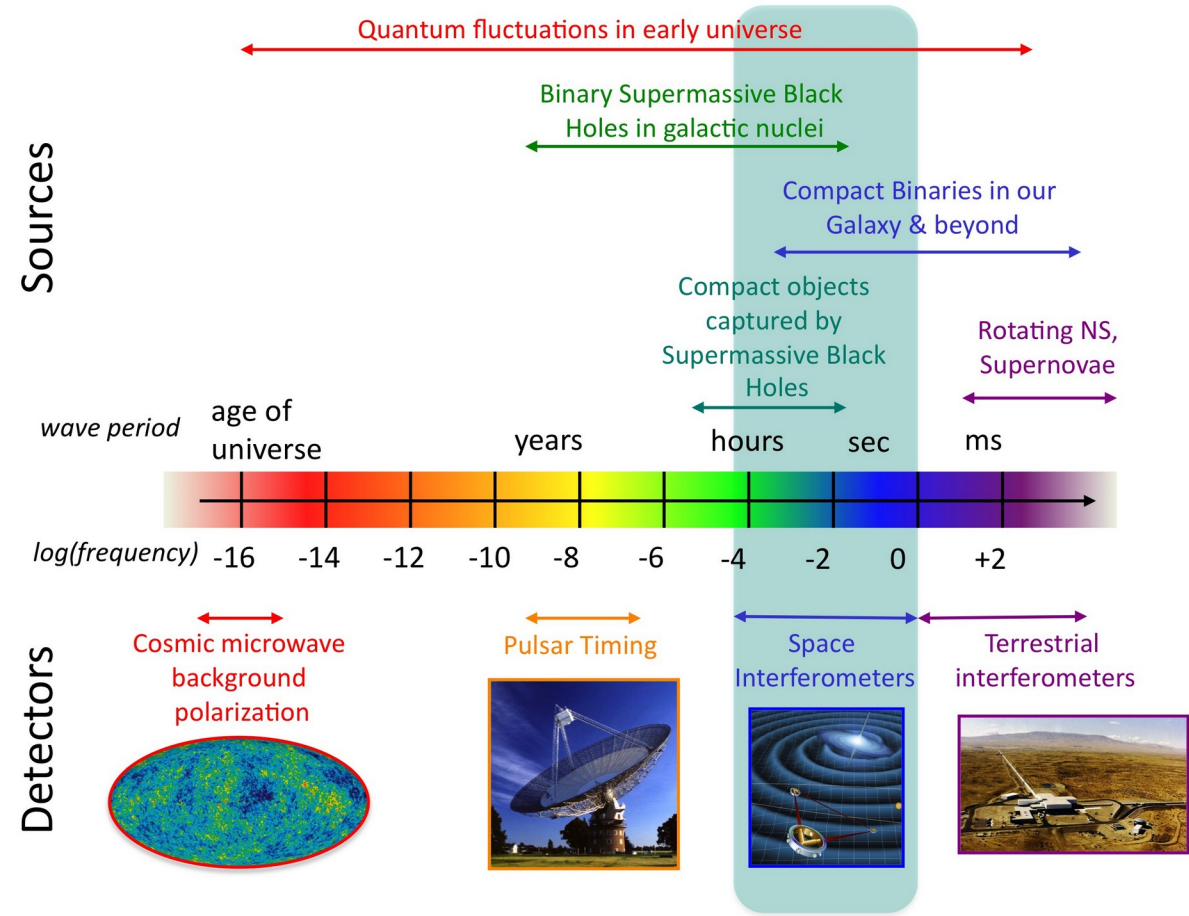 Quantum fluctuations in early universe
Binary Supermassive Black
Holes in galactic nuclei
Compact Binaries in our
Galaxy & beyond
Compact objects
captured by
Supermassive Black
Holes
Rotating NS,
Supernovae
Sources
wave period
age of
universe
years
hours
sec
ms
log(frequency)
-16
-14
-12
-10
-8
-6
-4
-2
0
+2
Detectors
Cosmic microwave
background
polarization
Pulsar Timing
Space
Interferometers
Terrestrial
interferometers